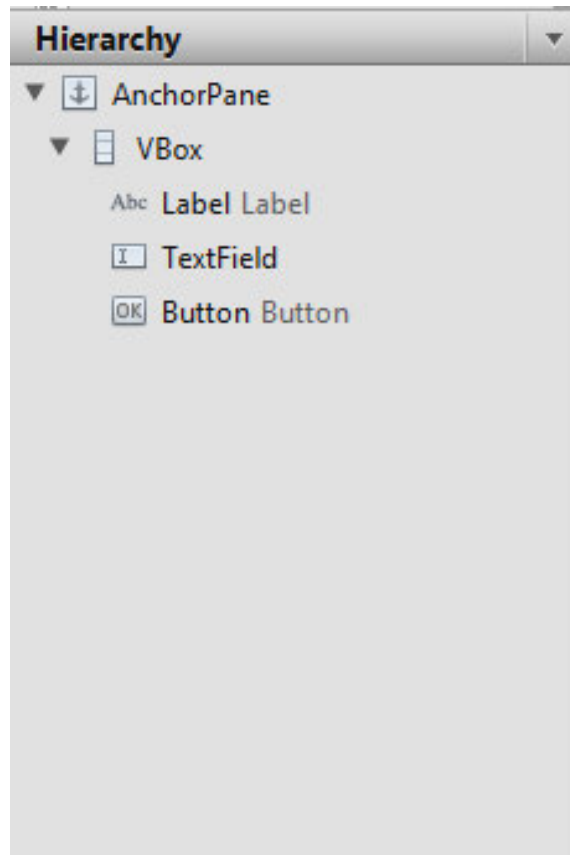 Hierarchy
AnchorPane
VBox
Abc Label Label
I TextField
OK Button Button